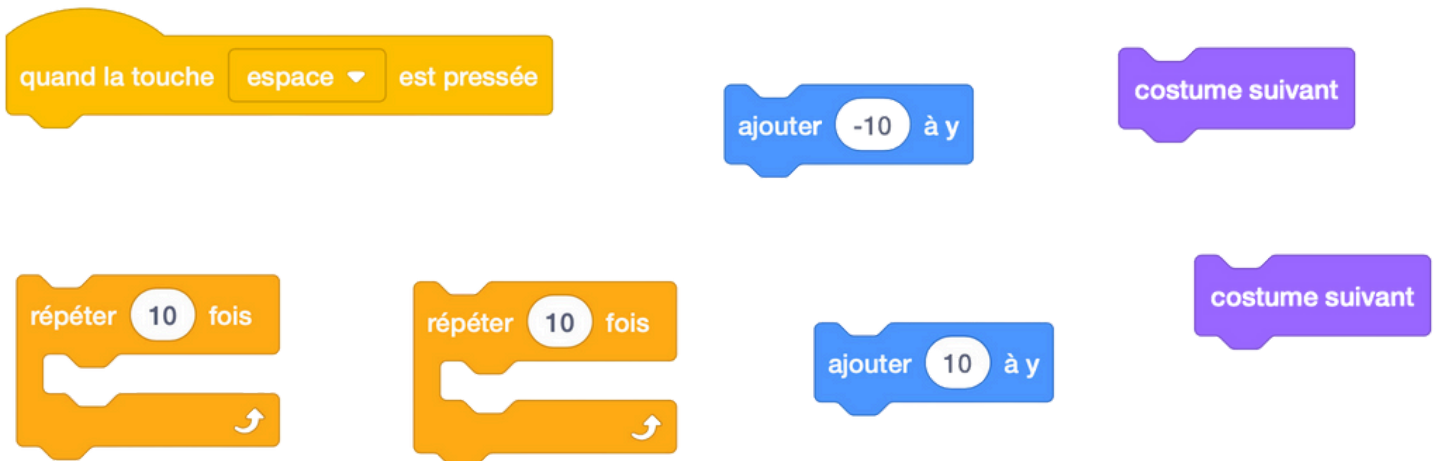 quand la touche espace est pressée
ajouter -10 à y
costume suivant
répéter 10 fois
répéter 10 fois
ajouter 10 à y
costume suivant